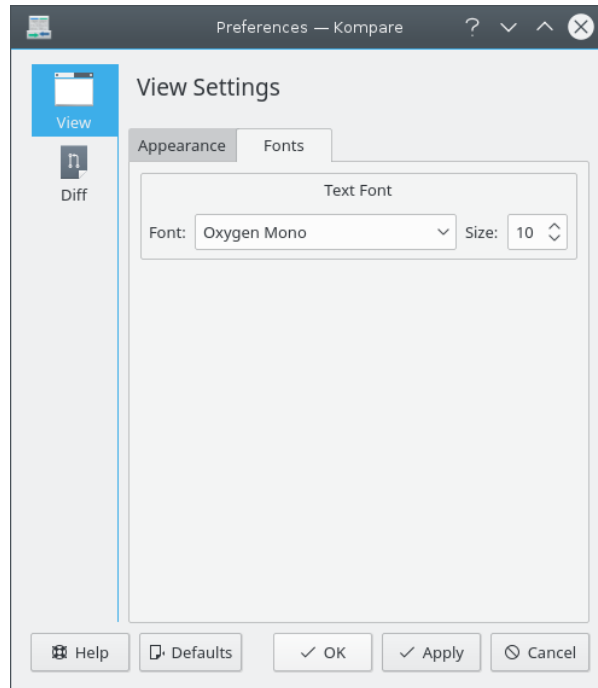 Preferences — Kompare
View
Diff
View Settings
Appearance Fonts
Text Font
Font: Oxygen Mono Size: 10
Help Defaults OK Apply Cancel